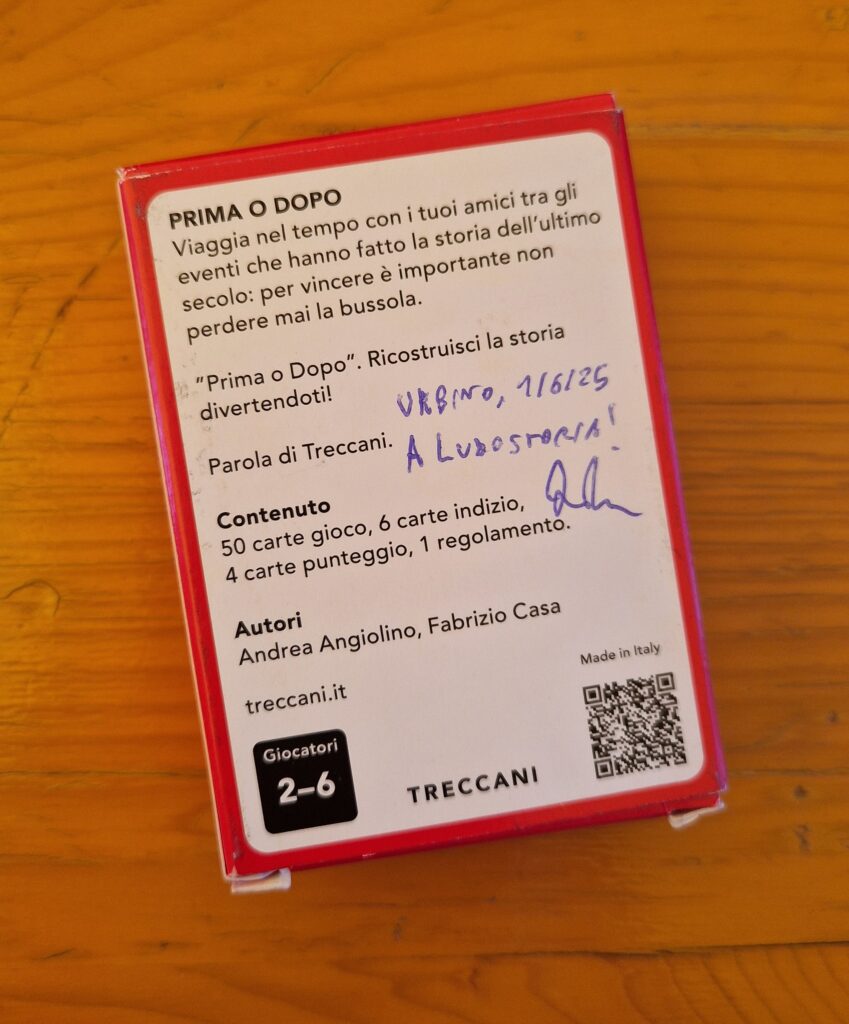 PRIMA O DOPO
Viaggia nel tempo con i tuoi amici tra gli
eventi che hanno fatto la storia dell'ultimo
secolo: per vincere è importante non
perdere mai la bussola.
"Prima o Dopo". Ricostruisci la storia
divertendoti!
URBINO, 1/6/25
Parola di Treccani.
A LUDOSTORIA!
Contenuto
50 carte gioco, 6 carte indizio,
4 carte punteggio, 1 regolamento.
Autori
Andrea Angiolino, Fabrizio Casa
Made in Italy
treccani.it
Giocatori
2–6
TRECCANI